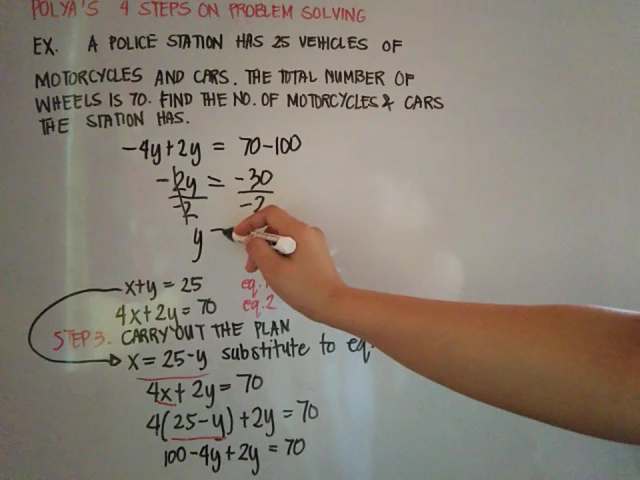 POLYA'S 4 STEPS ON PROBLEM SOLVING
EX. A POLICE STATION HAS 25 VEHICLES OF
MOTORCYCLES AND CARS. THE TOTAL NUMBER OF
WHEELS IS 70. FIND THE NO. OF MOTORCYCLES & CARS
THE STATION HAS.
-4y+2y = 70-100
-2y = -30
-2 -2
y
x+y = 25 eq.1
4x+2y = 70 eq.2
STEP 3. CARRY OUT THE PLAN
x = 25-y substitute to eq.
4x+2y = 70
4(25-y)+2y = 70
100-4y+2y = 70